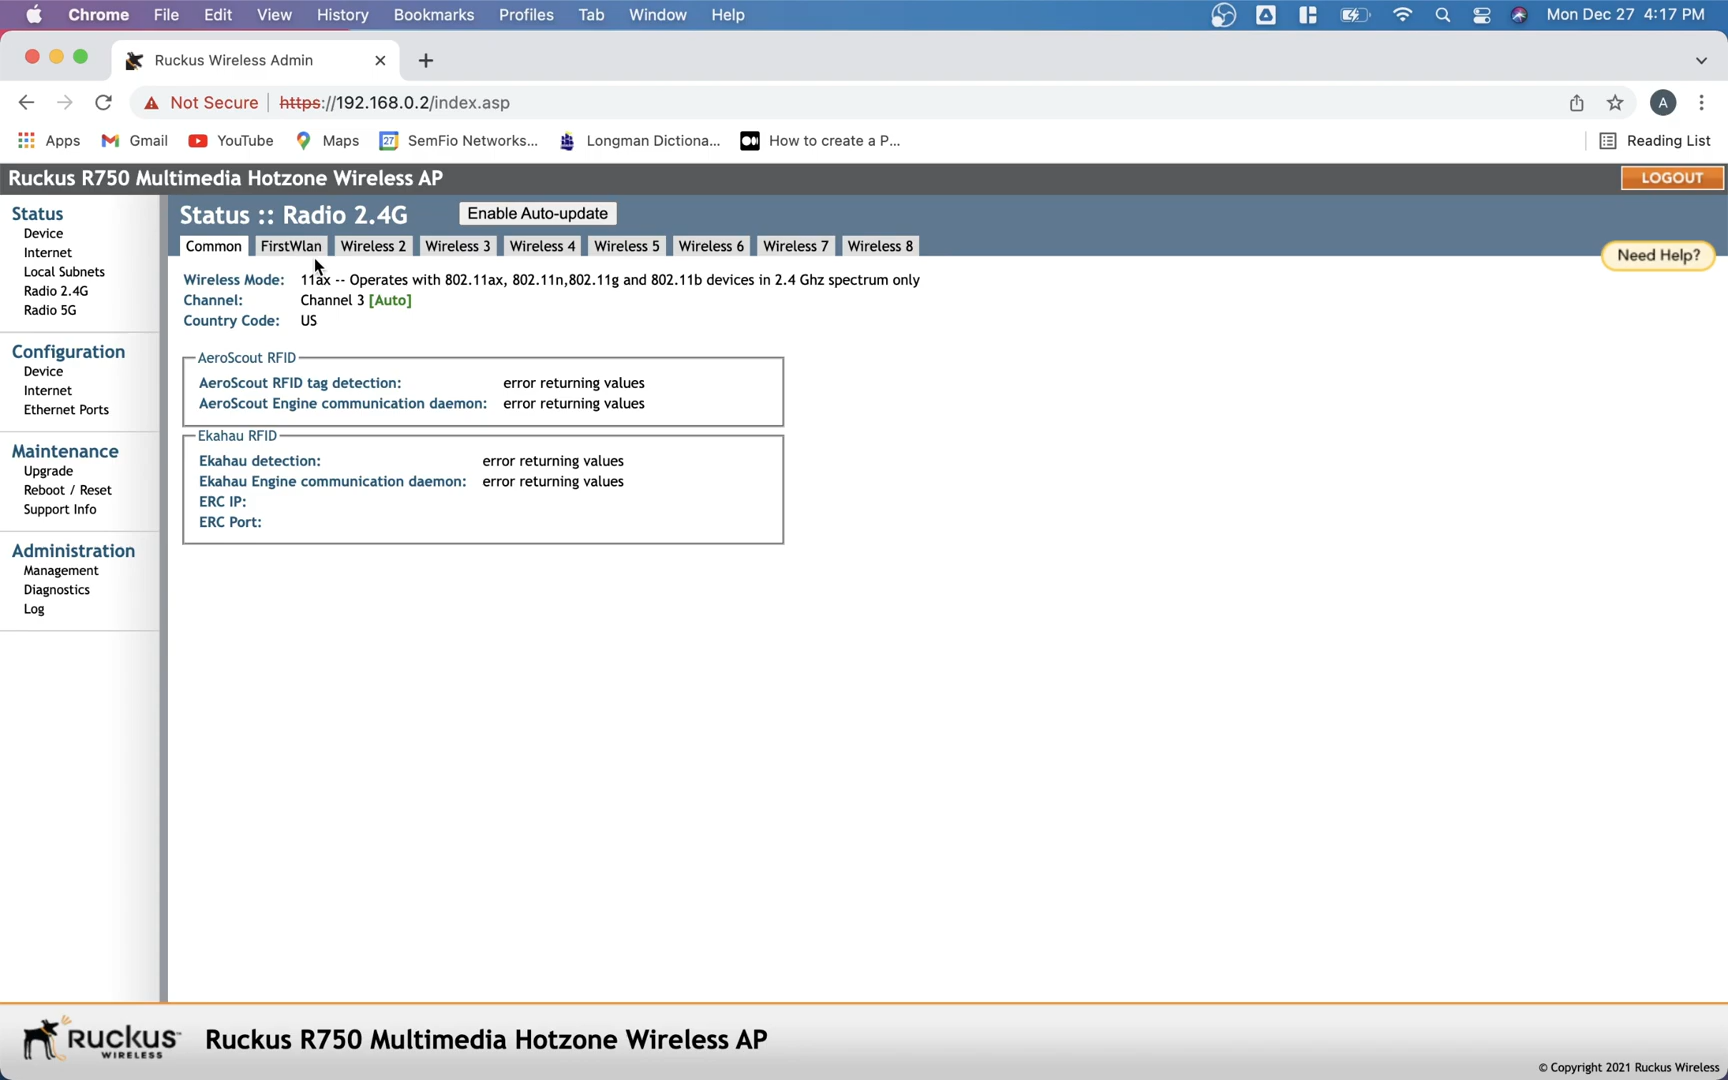 Chrome File Edit View History Bookmarks Profiles Tab Window Help Mon Dec 27 4:17 PM
Ruckus Wireless Admin
Not Secure https://192.168.0.2/index.asp A
Apps Gmail YouTube Maps 27 SemFio Networks... Longman Dictiona... How to create a P... Reading List
Ruckus R750 Multimedia Hotzone Wireless AP LOGOUT
Status
Device
Internet
Local Subnets
Radio 2.4G
Radio 5G
Configuration
Device
Internet
Ethernet Ports
Maintenance
Upgrade
Reboot / Reset
Support Info
Administration
Management
Diagnostics
Log
Status :: Radio 2.4G Enable Auto-update
Common FirstWlan Wireless 2 Wireless 3 Wireless 4 Wireless 5 Wireless 6 Wireless 7 Wireless 8
Need Help?
Wireless Mode: 11ax -- Operates with 802.11ax, 802.11n,802.11g and 802.11b devices in 2.4 Ghz spectrum only
Channel: Channel 3 [Auto]
Country Code: US
AeroScout RFID
AeroScout RFID tag detection: error returning values
AeroScout Engine communication daemon: error returning values
Ekahau RFID
Ekahau detection: error returning values
Ekahau Engine communication daemon: error returning values
ERC IP:
ERC Port:
RUCKUS WIRELESS
Ruckus R750 Multimedia Hotzone Wireless AP
© Copyright 2021 Ruckus Wireless